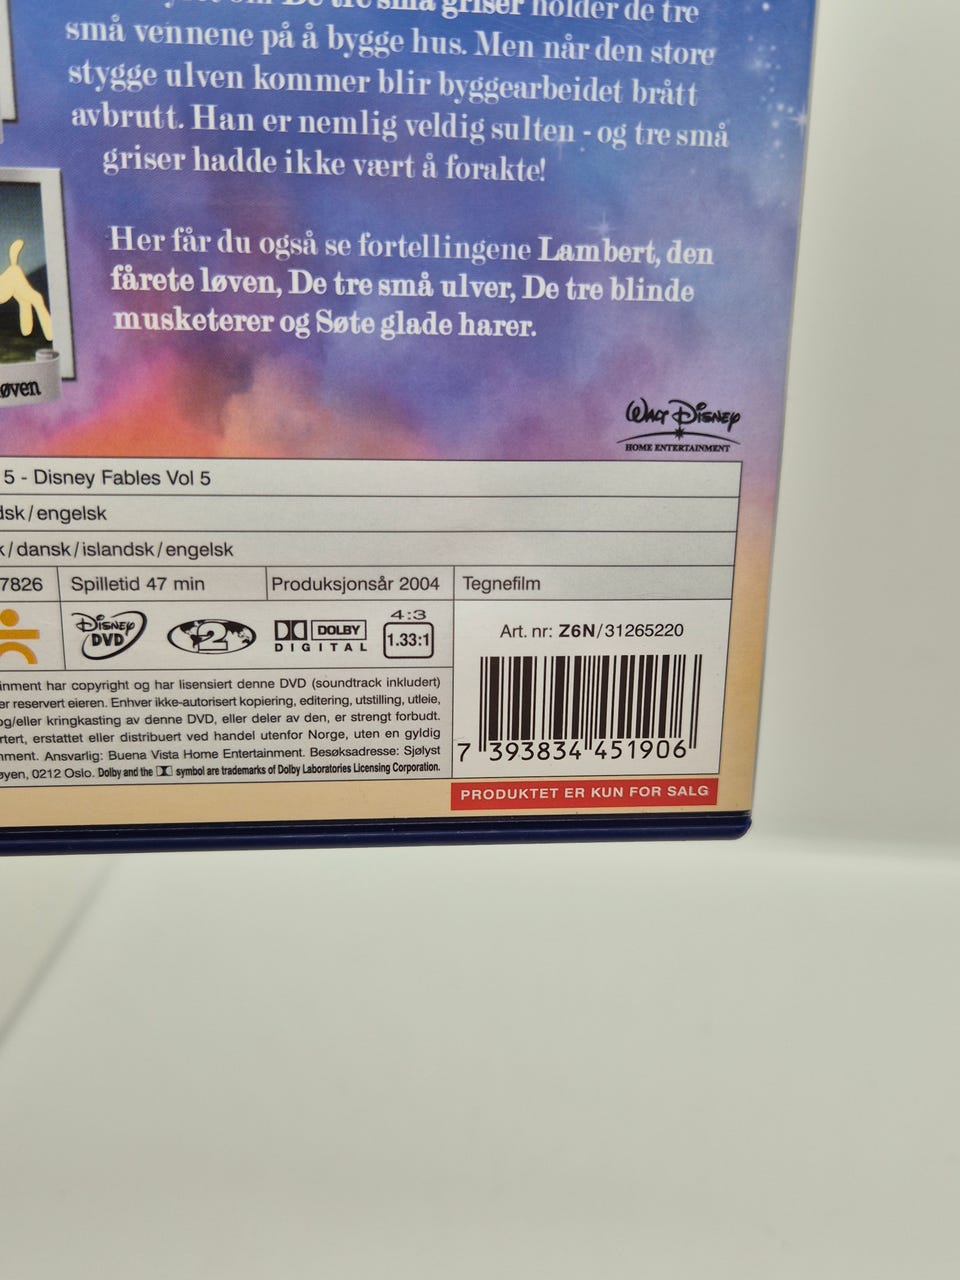 De tre små griser holder de tre
små vennene på å bygge hus. Men når den store
stygge ulven kommer blir byggearbeidet brått
avbrutt. Han er nemlig veldig sulten - og tre små
griser hadde ikke vært å forakte!
Her får du også se fortellingene Lambert, den
fårete løven, De tre små ulver, De tre blinde
musketerer og Søte glade harer.
øven
WALT DISNEY
HOME ENTERTAINMENT
5 - Disney Fables Vol 5
dsk/engelsk
k/dansk/islandsk/engelsk
7826 Spilletid 47 min Produksjonsår 2004 Tegnefilm
DISNEY
DVD
2
DOLBY
DIGITAL
4:3
1.33:1
Art. nr: Z6N/31265220
inment har copyright og har lisensiert denne DVD (soundtrack inkludert)
er reservert eieren. Enhver ikke-autorisert kopiering, editering, utstilling, utleie,
og/eller kringkasting av denne DVD, eller deler av den, er strengt forbudt.
rtert, erstattet eller distribuert ved handel utenfor Norge, uten en gyldig
nment. Ansvarlig: Buena Vista Home Entertainment. Besøksadresse: Sjølyst
øyen, 0212 Oslo. Dolby and the symbol are trademarks of Dolby Laboratories Licensing Corporation.
7 393834 451906
PRODUKTET ER KUN FOR SALG